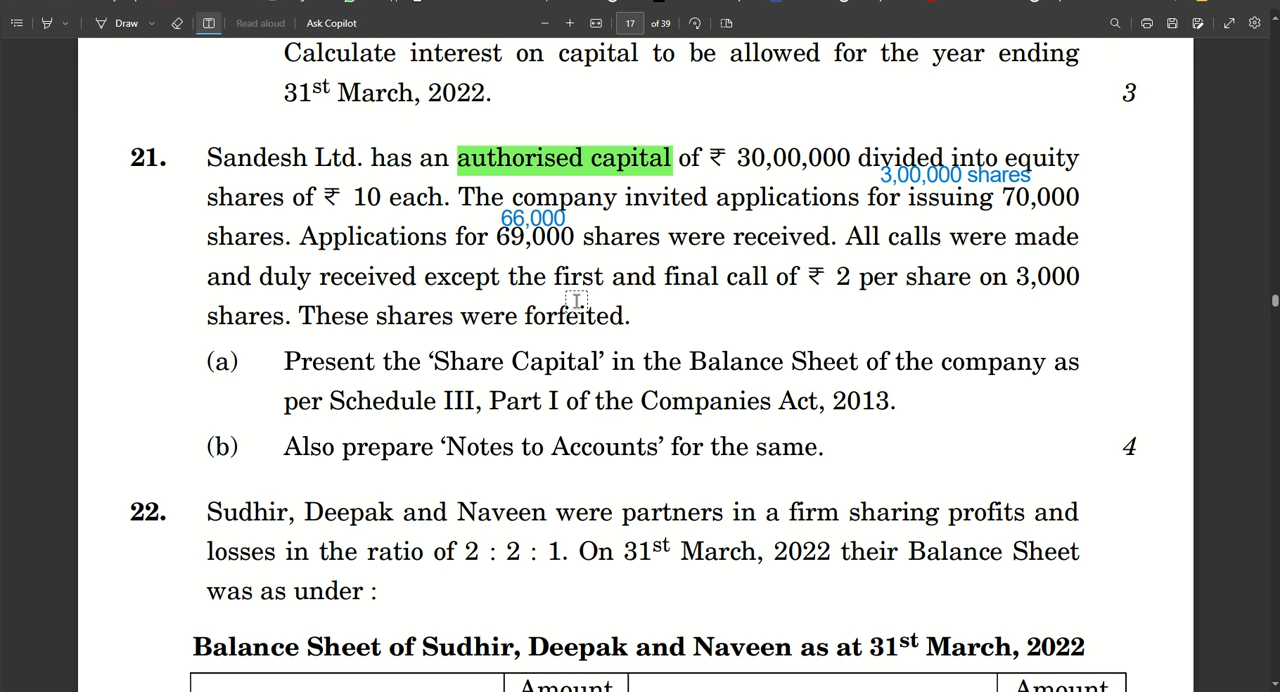 Draw
Read aloud
Ask Copilot
17
of 39
Calculate interest on capital to be allowed for the year ending
31st March, 2022.
3
21.
Sandesh Ltd. has an authorised capital of ₹ 30,00,000 divided into equity
3,00,000 shares
shares of ₹ 10 each. The company invited applications for issuing 70,000
66,000
shares. Applications for 69,000 shares were received. All calls were made
and duly received except the first and final call of ₹ 2 per share on 3,000
shares. These shares were forfeited.
(a) Present the ‘Share Capital’ in the Balance Sheet of the company as
per Schedule III, Part I of the Companies Act, 2013.
(b) Also prepare ‘Notes to Accounts’ for the same.
4
22.
Sudhir, Deepak and Naveen were partners in a firm sharing profits and
losses in the ratio of 2 : 2 : 1. On 31st March, 2022 their Balance Sheet
was as under :
Balance Sheet of Sudhir, Deepak and Naveen as at 31st March, 2022
Amount
Amount